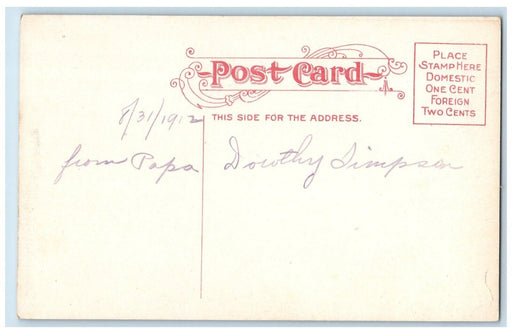 Post Card
PLACE
STAMP HERE
DOMESTIC
ONE CENT
FOREIGN
TWO CENTS
THIS SIDE FOR THE ADDRESS.
8/31/1912
from Papa
Dorothy Simpson